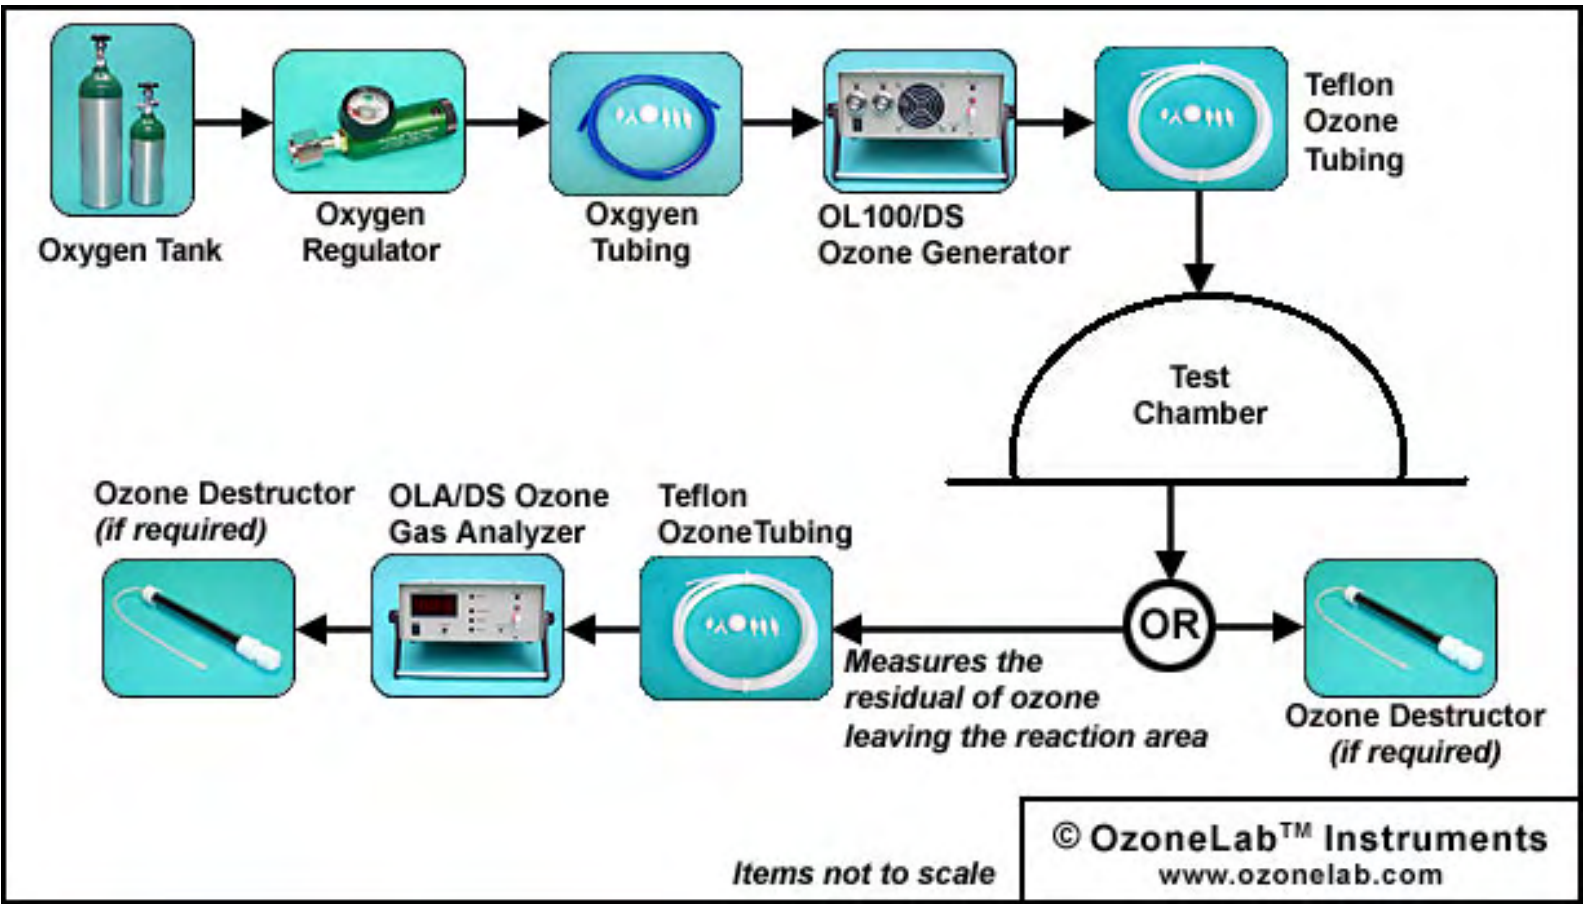 Oxygen Tank
Oxygen
Regulator
Oxgyen
Tubing
OL100/DS
Ozone Generator
Teflon
Ozone
Tubing
Test
Chamber
OR
Ozone Destructor
(if required)
Measures the
residual of ozone
leaving the reaction area
Teflon
OzoneTubing
OLA/DS Ozone
Gas Analyzer
Ozone Destructor
(if required)
Items not to scale
© OzoneLab™ Instruments
www.ozonelab.com